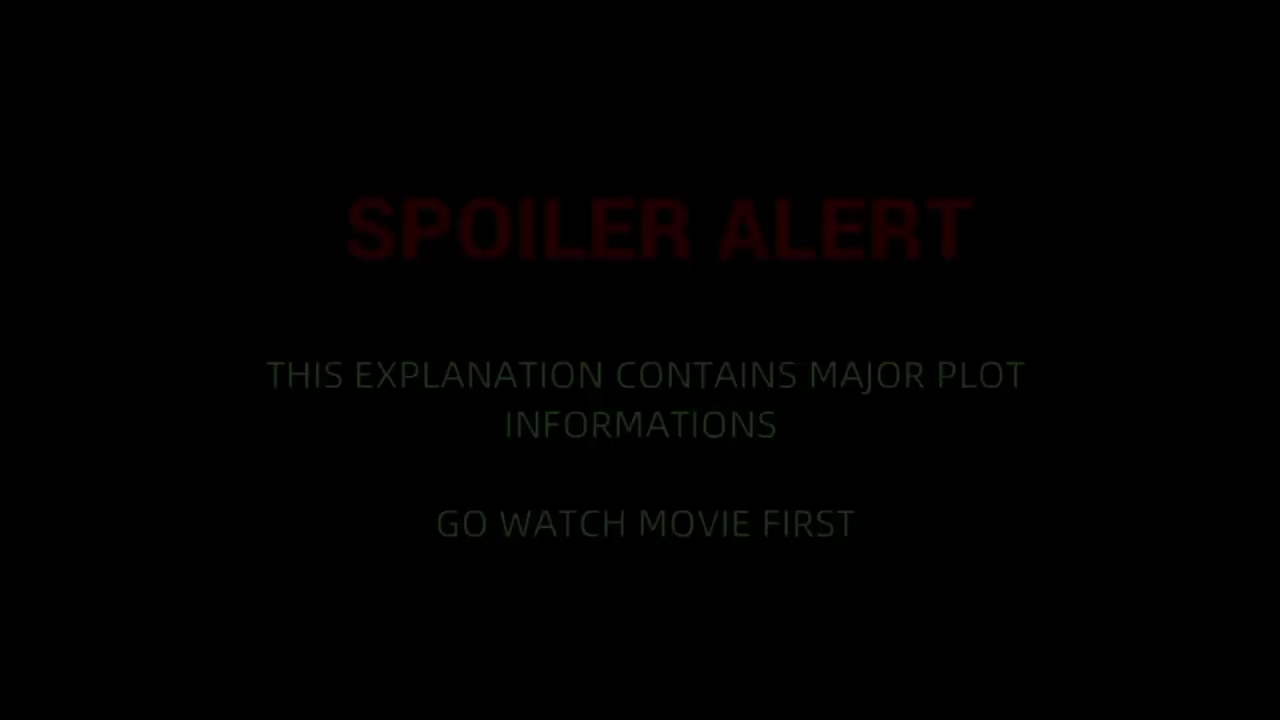 SPOILER ALERT
THIS EXPLANATION CONTAINS MAJOR PLOT
INFORMATIONS
GO WATCH MOVIE FIRST